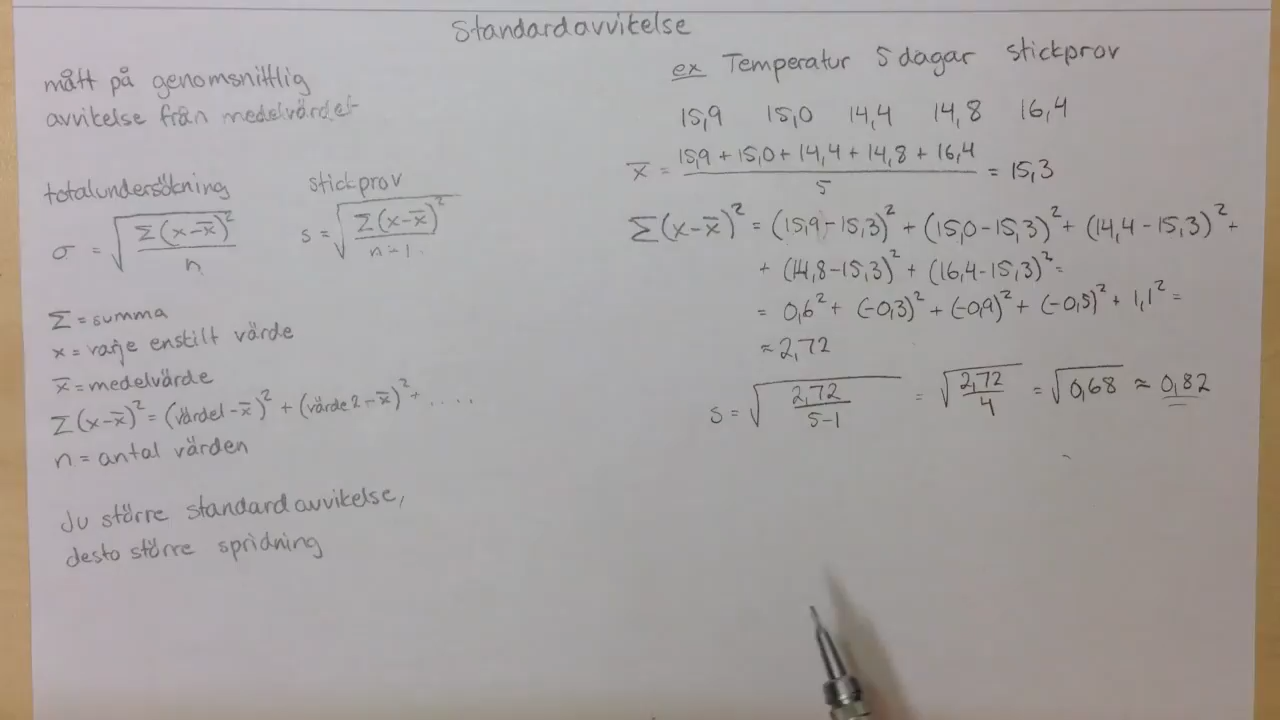 Standardavvikelse
mått på genomsnittlig
avvikelse från medelvärdet
totalundersökning
σ = √(Σ(x-x̄)²/n)
stickprov
s = √(Σ(x-x̄)²/(n-1))
Σ = summa
x = varje enskilt värde
x̄ = medelvärde
Σ(x-x̄)² = (värde1-x̄)² + (värde2-x̄)² + ....
n = antal värden
Ju större standardavvikelse,
desto större spridning
ex Temperatur 5 dagar stickprov
15,9 15,0 14,4 14,8 16,4
x̄ = (15,9 + 15,0 + 14,4 + 14,8 + 16,4)/5 = 15,3
Σ(x-x̄)² = (15,9-15,3)² + (15,0-15,3)² + (14,4-15,3)² +
+ (14,8-15,3)² + (16,4-15,3)² =
= 0,6² + (-0,3)² + (-0,9)² + (-0,5)² + 1,1² =
≈ 2,72
s = √(2,72/(5-1)) = √(2,72/4) = √0,68 ≈ 0,82